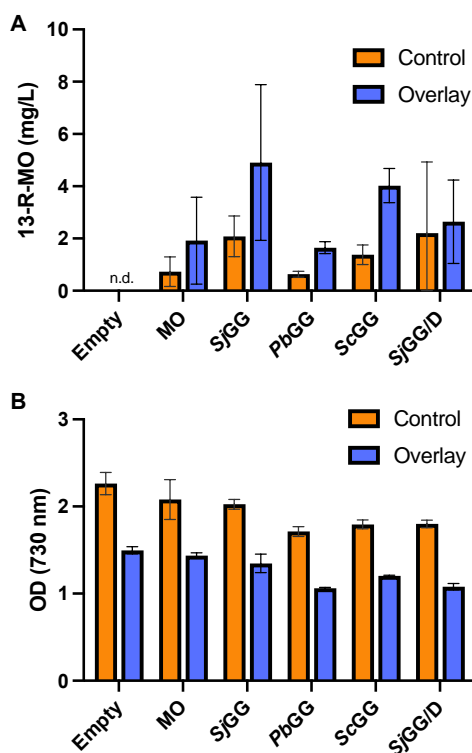 A
13-R-MO (mg/L)
10
8
6
4
2
0
Control
Overlay
n.d.
Empty
MO
SjGG
PbGG
ScGG
SjGG/D
B
OD (730 nm)
3
2
1
0
Control
Overlay
Empty
MO
SjGG
PbGG
ScGG
SjGG/D